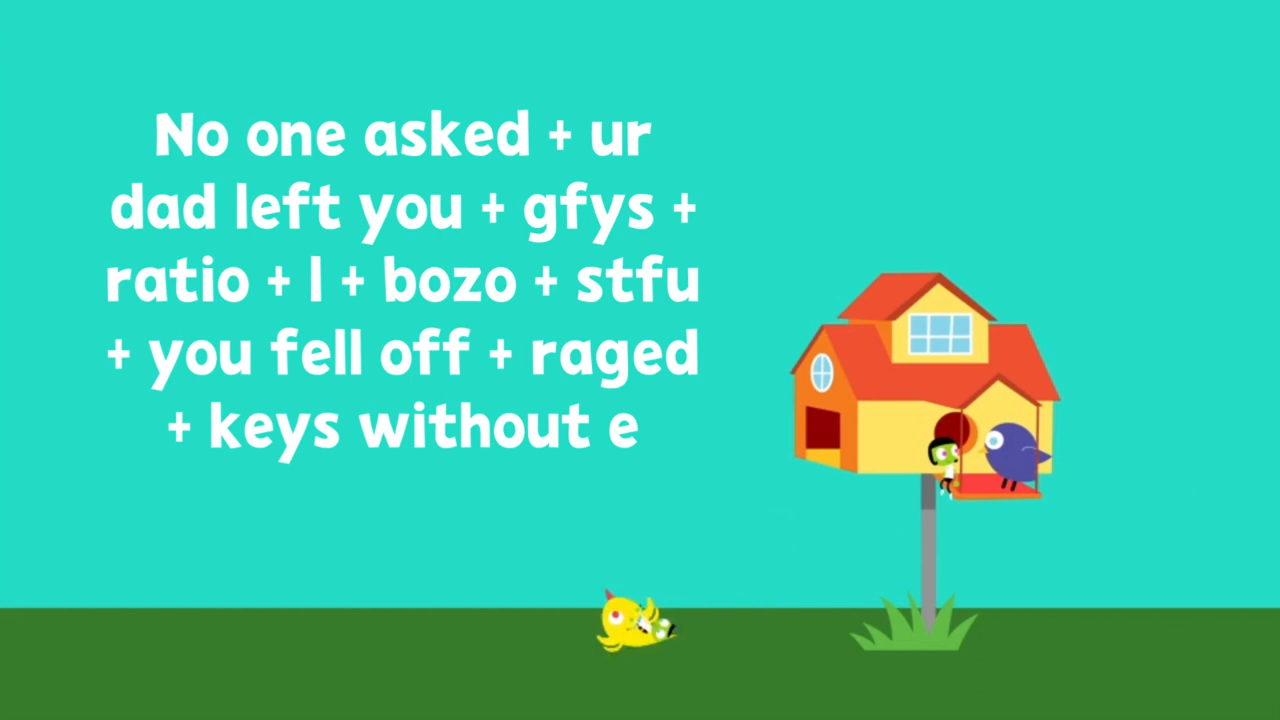 No one asked + ur
dad left you + gfys +
ratio + l + bozo + stfu
+ you fell off + raged
+ keys without e